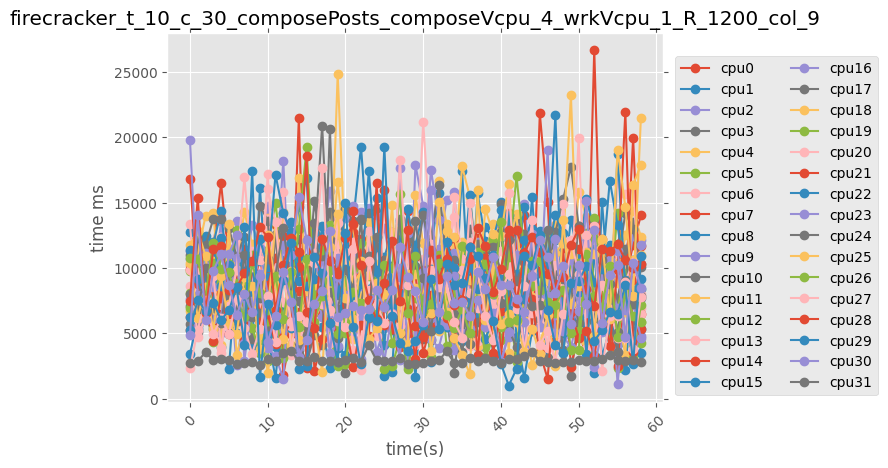 firecracker_t_10_c_30_composePosts_composeVcpu_4_wrkVcpu_1_R_1200_col_9
25000
20000
15000
10000
5000
0
time ms
0 10 20 30 40 50 60
time(s)
cpu0 cpu16
cpu1 cpu17
cpu2 cpu18
cpu3 cpu19
cpu4 cpu20
cpu5 cpu21
cpu6 cpu22
cpu7 cpu23
cpu8 cpu24
cpu9 cpu25
cpu10 cpu26
cpu11 cpu27
cpu12 cpu28
cpu13 cpu29
cpu14 cpu30
cpu15 cpu31